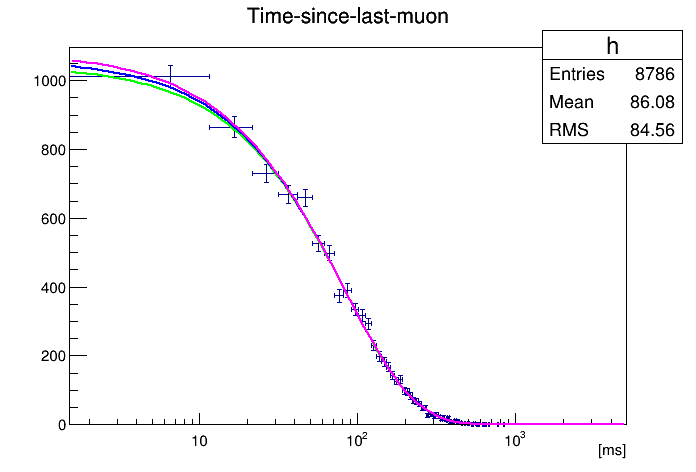 Time-since-last-muon
h
Entries 8786
Mean 86.08
RMS 84.56
1000
800
600
400
200
0
10 10² 10³
[ms]